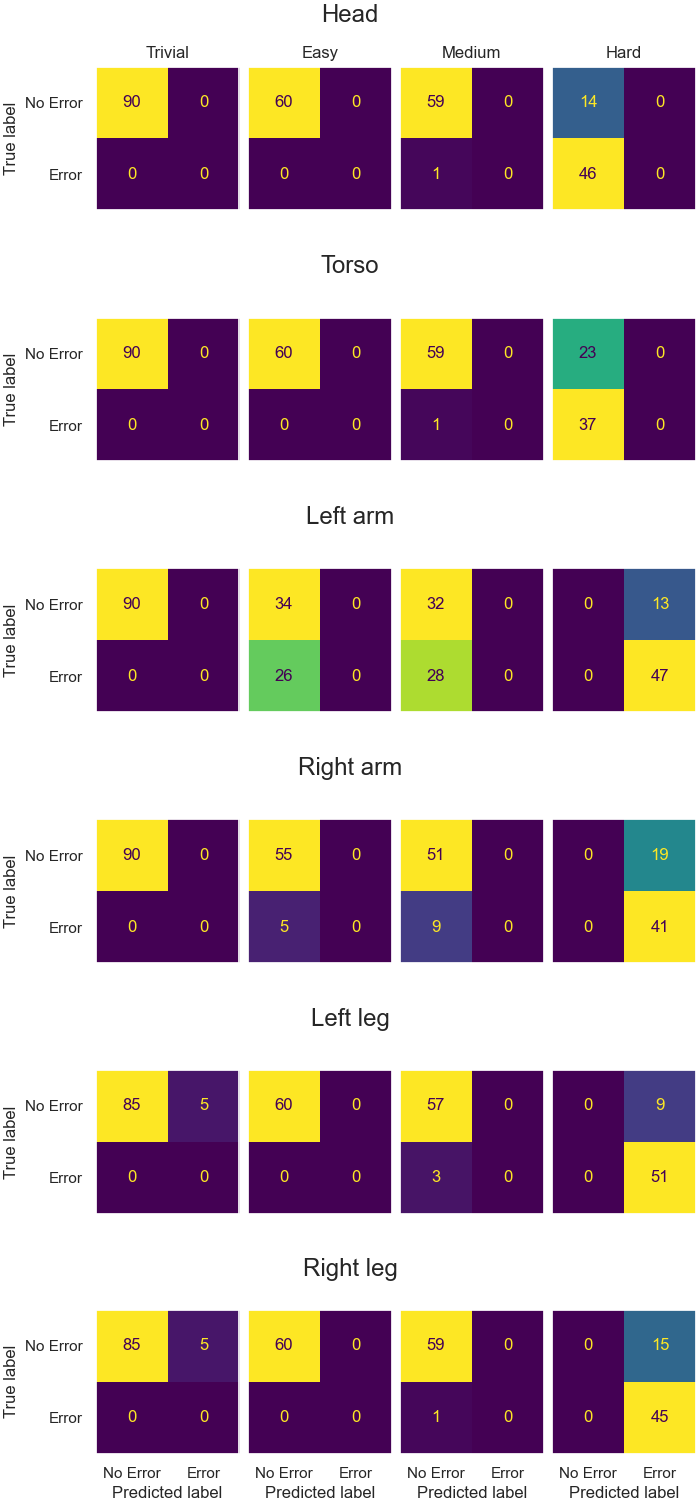 Head
Trivial Easy Medium Hard
True label
No Error 90 0 60 0 59 0 14 0
Error 0 0 0 0 1 0 46 0
Torso
True label
No Error 90 0 60 0 59 0 23 0
Error 0 0 0 0 1 0 37 0
Left arm
True label
No Error 90 0 34 0 32 0 0 13
Error 0 0 26 0 28 0 0 47
Right arm
True label
No Error 90 0 55 0 51 0 0 19
Error 0 0 5 0 9 0 0 41
Left leg
True label
No Error 85 5 60 0 57 0 0 9
Error 0 0 0 0 3 0 0 51
Right leg
True label
No Error 85 5 60 0 59 0 0 15
Error 0 0 0 0 1 0 0 45
No Error Error No Error Error No Error Error No Error Error
Predicted label Predicted label Predicted label Predicted label